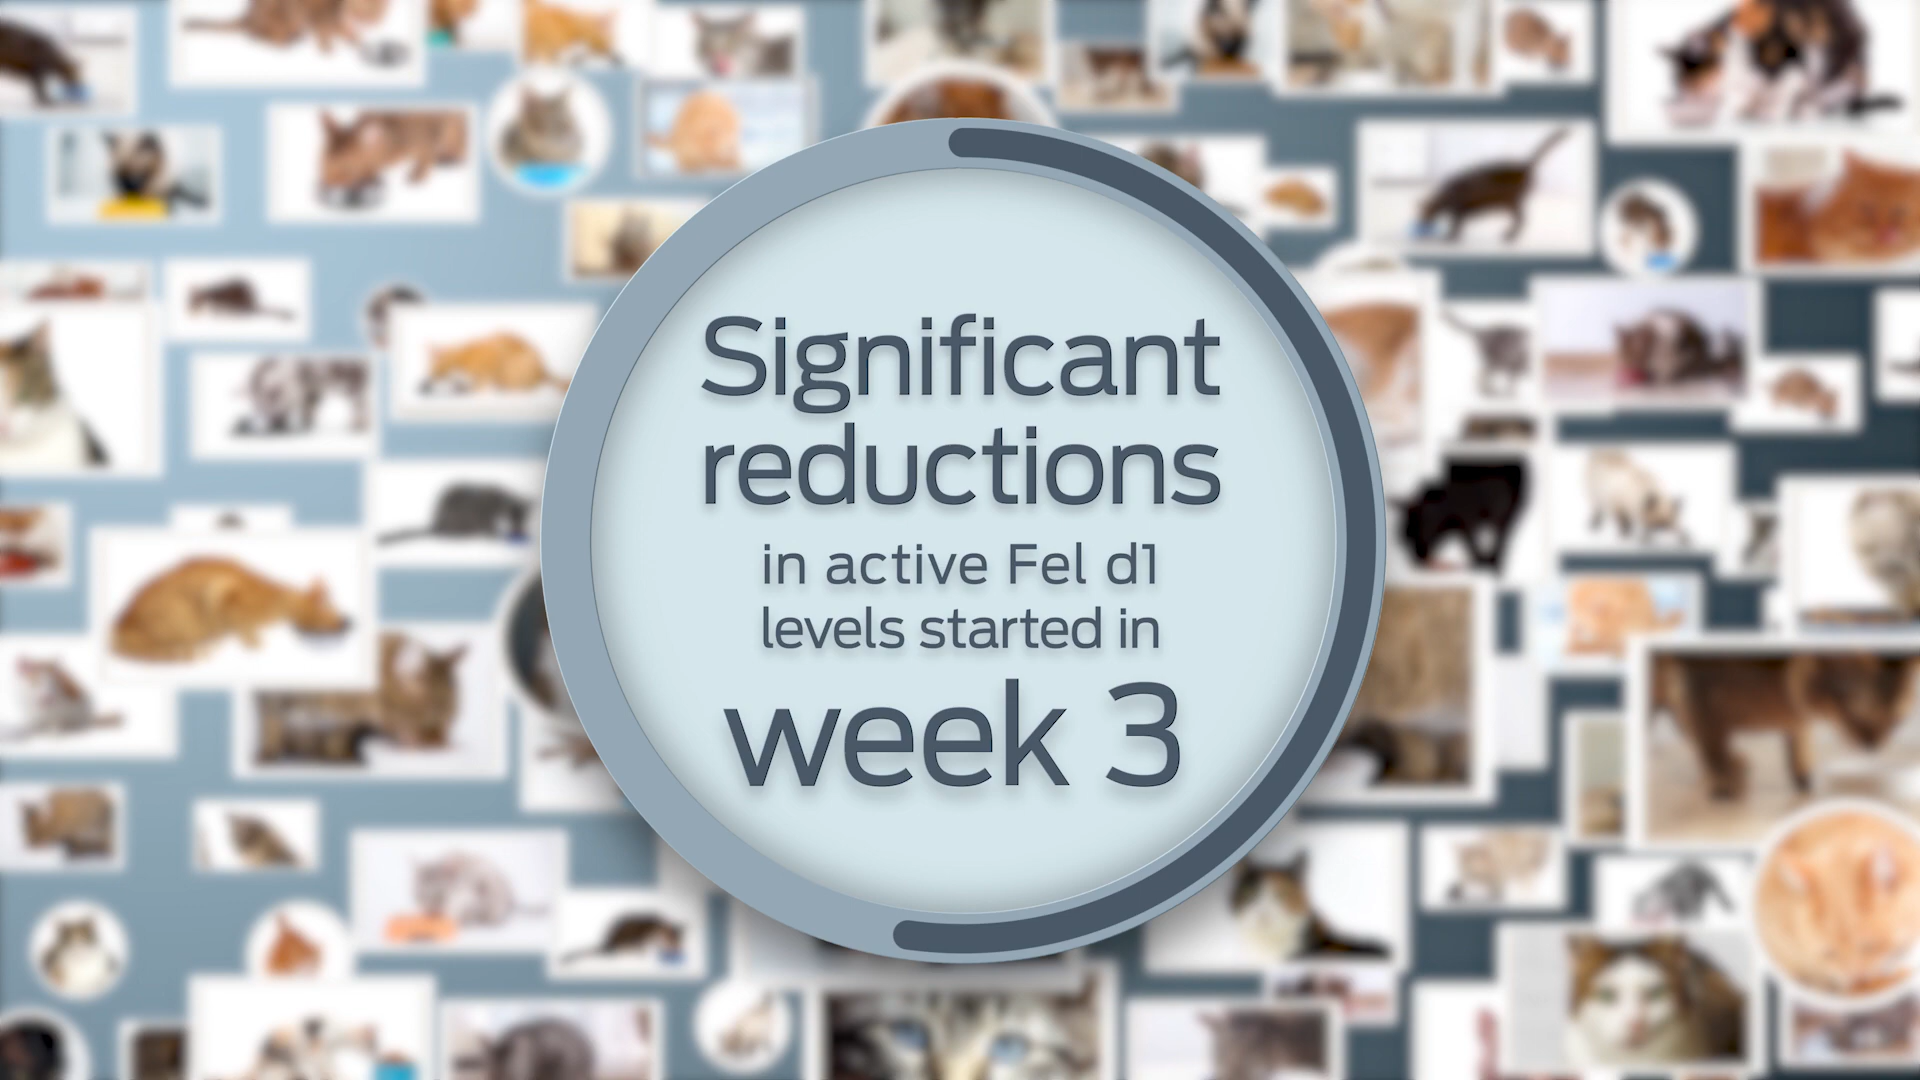 Significant
reductions
in active Fel d1
levels started in
week 3